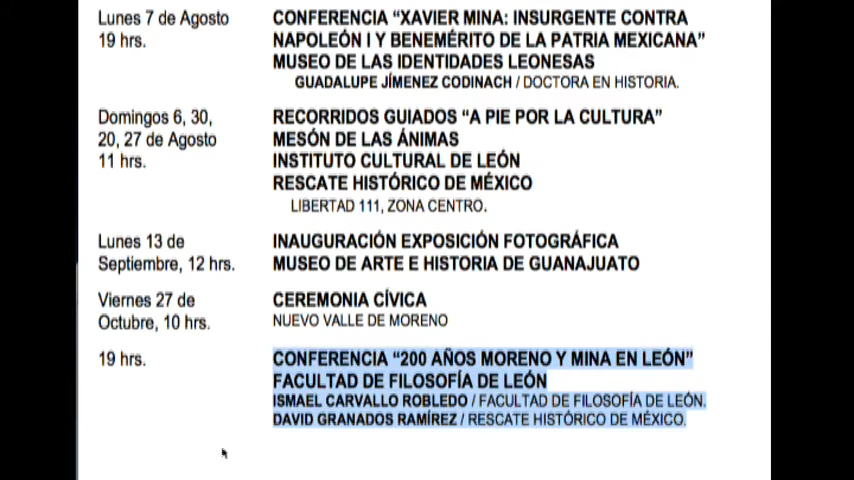 Lunes 7 de Agosto
19 hrs.
CONFERENCIA “XAVIER MINA: INSURGENTE CONTRA
NAPOLEÓN I Y BENEMÉRITO DE LA PATRIA MEXICANA”
MUSEO DE LAS IDENTIDADES LEONESAS
GUADALUPE JÍMENEZ CODINACH / DOCTORA EN HISTORIA.
Domingos 6, 30,
20, 27 de Agosto
11 hrs.
RECORRIDOS GUIADOS “A PIE POR LA CULTURA”
MESÓN DE LAS ÁNIMAS
INSTITUTO CULTURAL DE LEÓN
RESCATE HISTÓRICO DE MÉXICO
LIBERTAD 111, ZONA CENTRO.
Lunes 13 de
Septiembre, 12 hrs.
INAUGURACIÓN EXPOSICIÓN FOTOGRÁFICA
MUSEO DE ARTE E HISTORIA DE GUANAJUATO
Viernes 27 de
Octubre, 10 hrs.
CEREMONIA CÍVICA
NUEVO VALLE DE MORENO
19 hrs.
CONFERENCIA “200 AÑOS MORENO Y MINA EN LEÓN”
FACULTAD DE FILOSOFÍA DE LEÓN
ISMAEL CARVALLO ROBLEDO / FACULTAD DE FILOSOFÍA DE LEÓN.
DAVID GRANADOS RAMÍREZ / RESCATE HISTÓRICO DE MÉXICO.